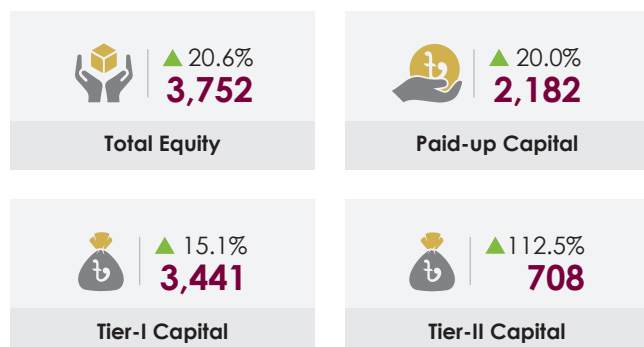 ▲ 20.6%
3,752
Total Equity
▲ 20.0%
৳
2,182
Paid-up Capital
▲ 15.1%
৳
3,441
Tier-I Capital
▲112.5%
৳
708
Tier-II Capital